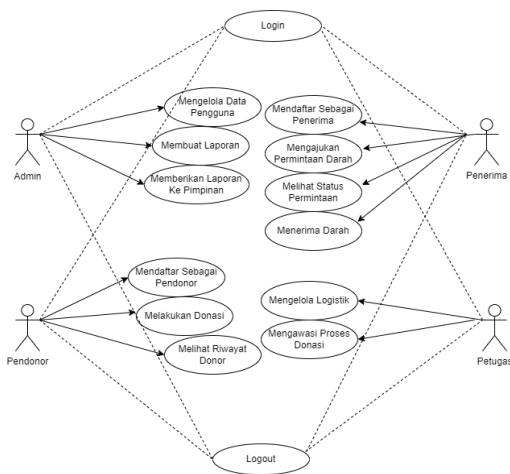 Login
Mengelola Data
Pengguna
Membuat Laporan
Memberikan Laporan
Ke Pimpinan
Admin
Mendaftar Sebagai
Penerima
Mengajukan
Permintaan Darah
Melihat Status
Permintaan
Menerima Darah
Penerima
Mendaftar Sebagai
Pendonor
Melakukan Donasi
Melihat Riwayat
Donor
Pendonor
Mengelola Logistik
Mengawasi Proses
Donasi
Petugas
Logout